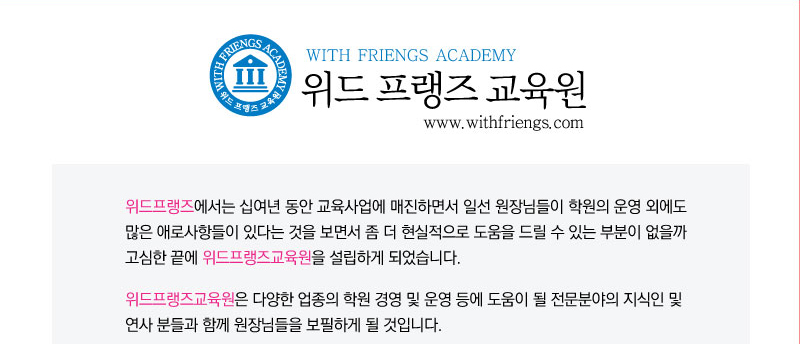 WITH FRIENGS ACADEMY
위드 프랭즈 교육원
WITH FRIENGS ACADEMY
위드 프랭즈 교육원
www.withfriengs.com
위드프랭즈에서는 십여년 동안 교육사업에 매진하면서 일선 원장님들이 학원의 운영 외에도
많은 애로사항들이 있다는 것을 보면서 좀 더 현실적으로 도움을 드릴 수 있는 부분이 없을까
고심한 끝에 위드프랭즈교육원을 설립하게 되었습니다.
위드프랭즈교육원은 다양한 업종의 학원 경영 및 운영 등에 도움이 될 전문분야의 지식인 및
연사 분들과 함께 원장님들을 보필하게 될 것입니다.